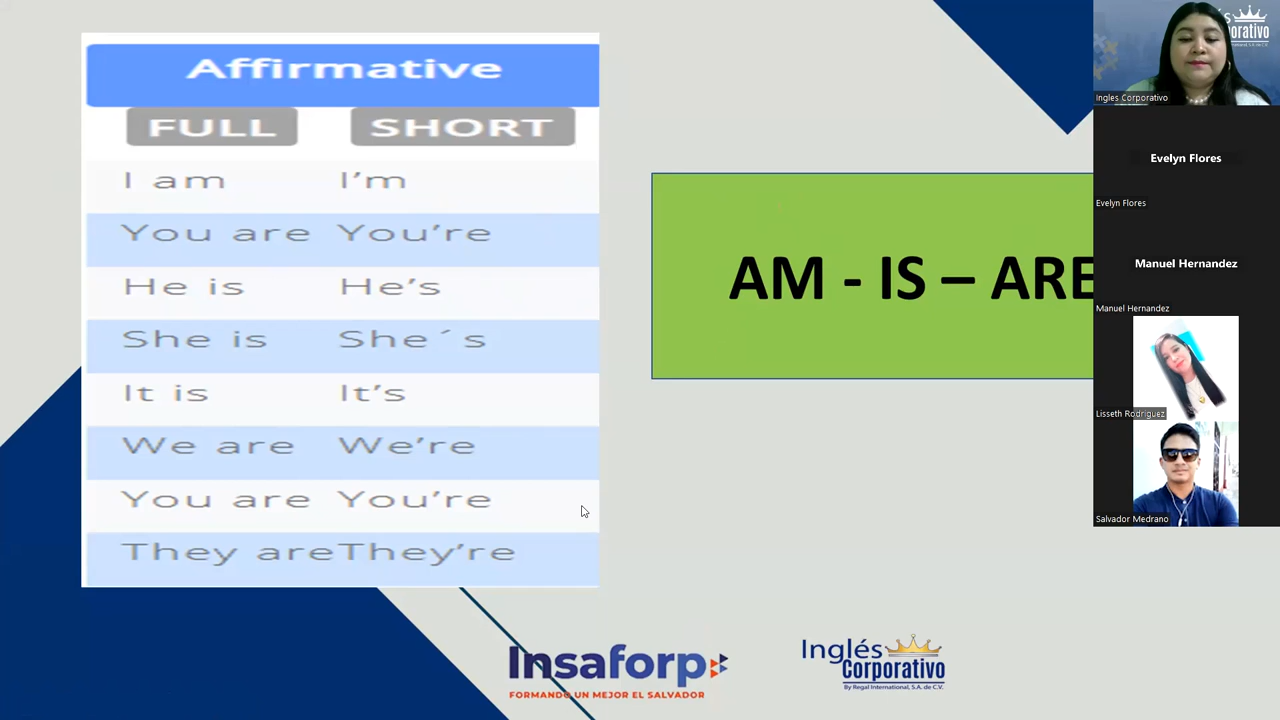 Affirmative
FULL SHORT
I am I'm
You are You're
He is He's
She is She´s
It is It's
We are We're
You are You're
They are They're
AM - IS – ARE
Ingles Corporativo
Evelyn Flores
Evelyn Flores
Manuel Hernandez
Manuel Hernandez
Lisseth Rodriguez
Salvador Medrano
Insaforp
FORMANDO UN MEJOR EL SALVADOR
Inglés
Corporativo
By Regal International, S.A. de C.V.